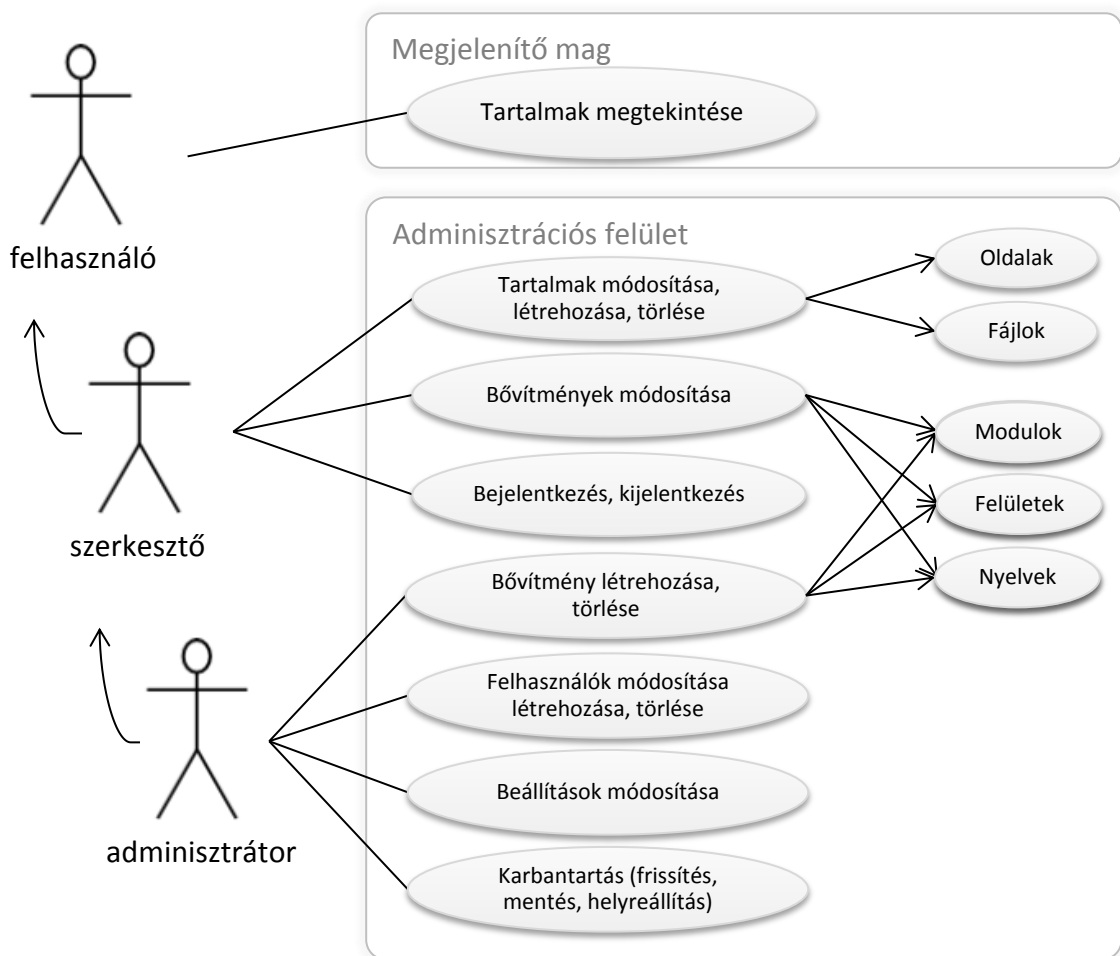 Megjelenítő mag
Tartalmak megtekintése
felhasználó
Adminisztrációs felület
Tartalmak módosítása,
létrehozása, törlése
Oldalak
Fájlok
Bővítmények módosítása
Modulok
Bejelentkezés, kijelentkezés
Felületek
szerkesztő
Bővítmény létrehozása,
törlése
Nyelvek
Felhasználók módosítása
létrehozása, törlése
Beállítások módosítása
adminisztrátor
Karbantartás (frissítés,
mentés, helyreállítás)